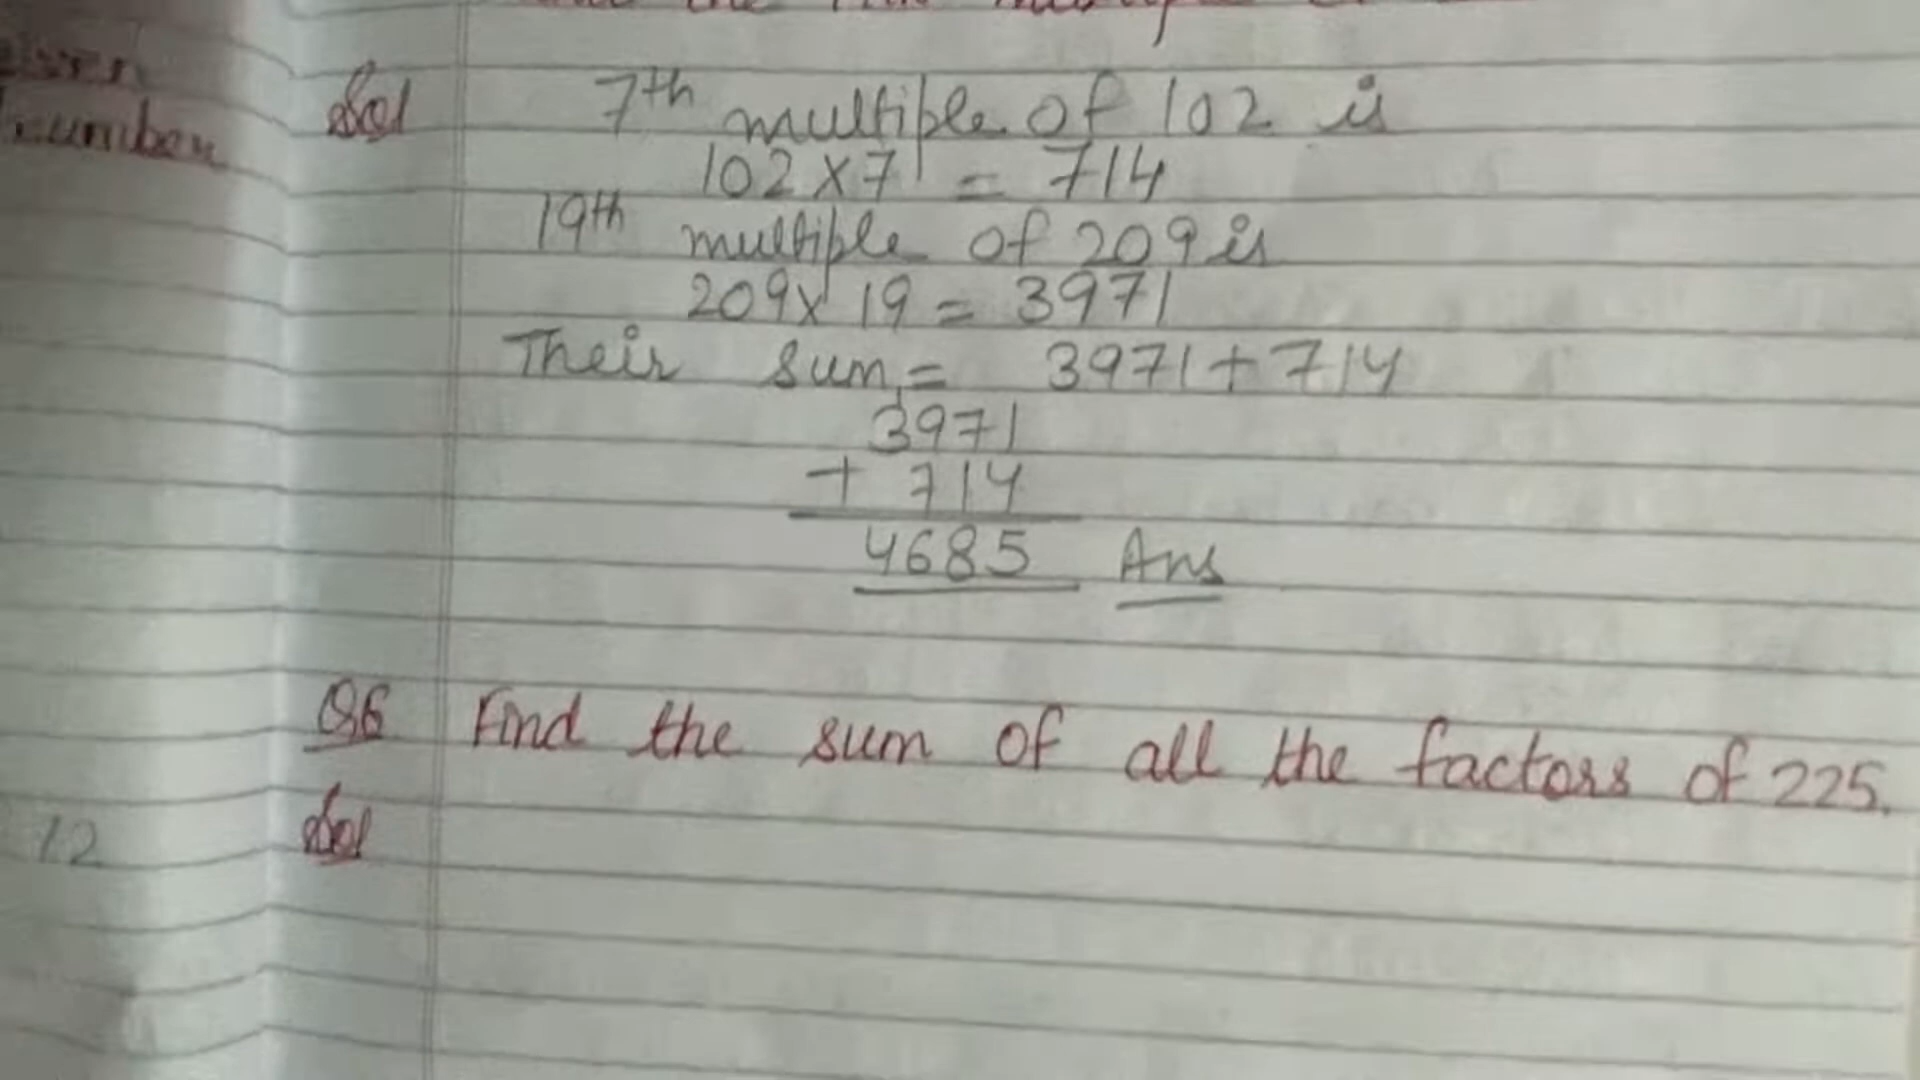 Sol 7th multiple of 102 is
number
102 x 7 = 714
19th multiple of 209 is
209 x 19 = 3971
Their sum = 3971 + 714
3971
+ 714
4685 Ans
Q6 Find the sum of all the factors of 225.
12 Sol